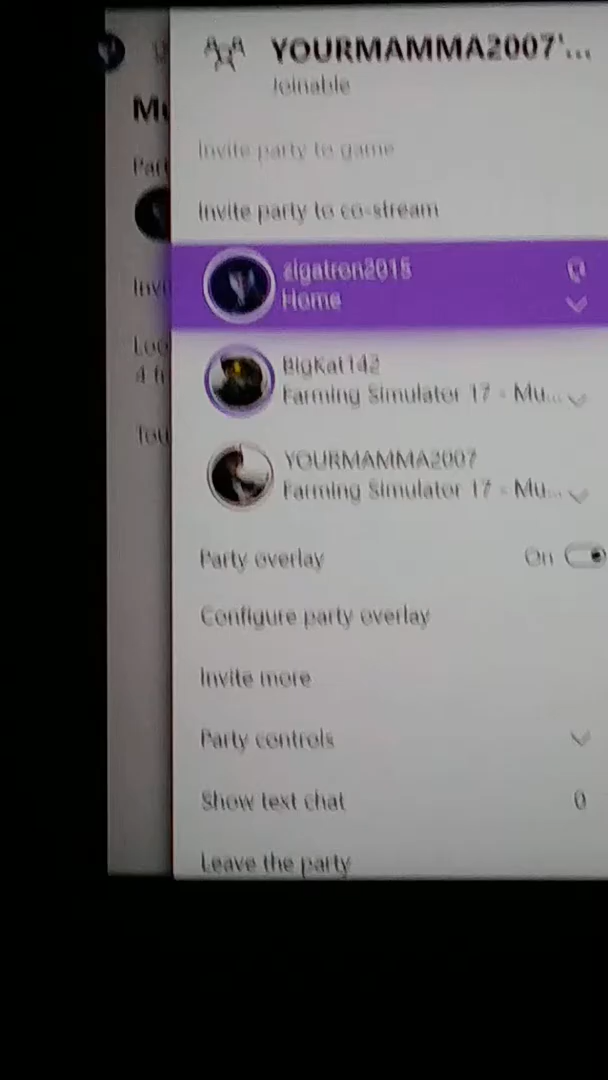 YOURMAMMA2007'...
Joinable
Invite party to game
Invite party to co-stream
zigatron2015
Home
BigKat142
Farming Simulator 17 - Mu...
YOURMAMMA2007
Farming Simulator 17 - Mu...
Party overlay On
Configure party overlay
Invite more
Party controls
Show text chat 0
Leave the party